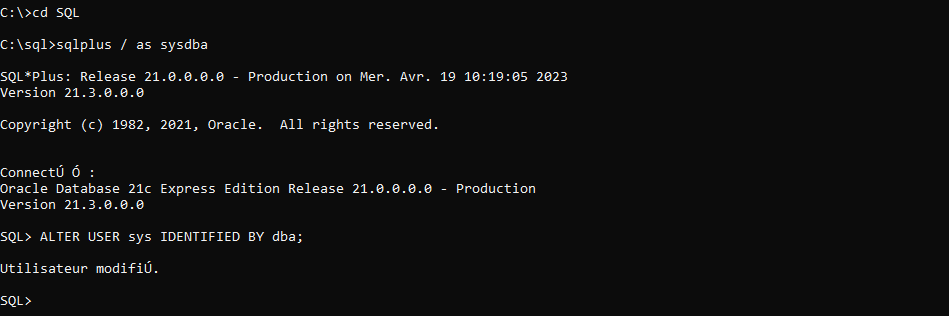 C:\>cd SQL
C:\sql>sqlplus / as sysdba
SQL*Plus: Release 21.0.0.0.0 - Production on Mer. Avr. 19 10:19:05 2023
Version 21.3.0.0.0
Copyright (c) 1982, 2021, Oracle.  All rights reserved.
ConnectÚ Ó :
Oracle Database 21c Express Edition Release 21.0.0.0.0 - Production
Version 21.3.0.0.0
SQL> ALTER USER sys IDENTIFIED BY dba;
Utilisateur modifiÚ.
SQL>